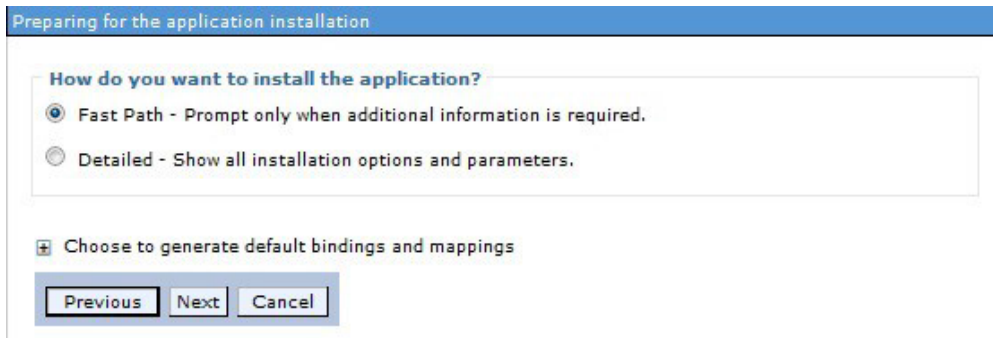 Preparing for the application installation
How do you want to install the application?
Fast Path - Prompt only when additional information is required.
Detailed - Show all installation options and parameters.
Choose to generate default bindings and mappings
Previous Next Cancel